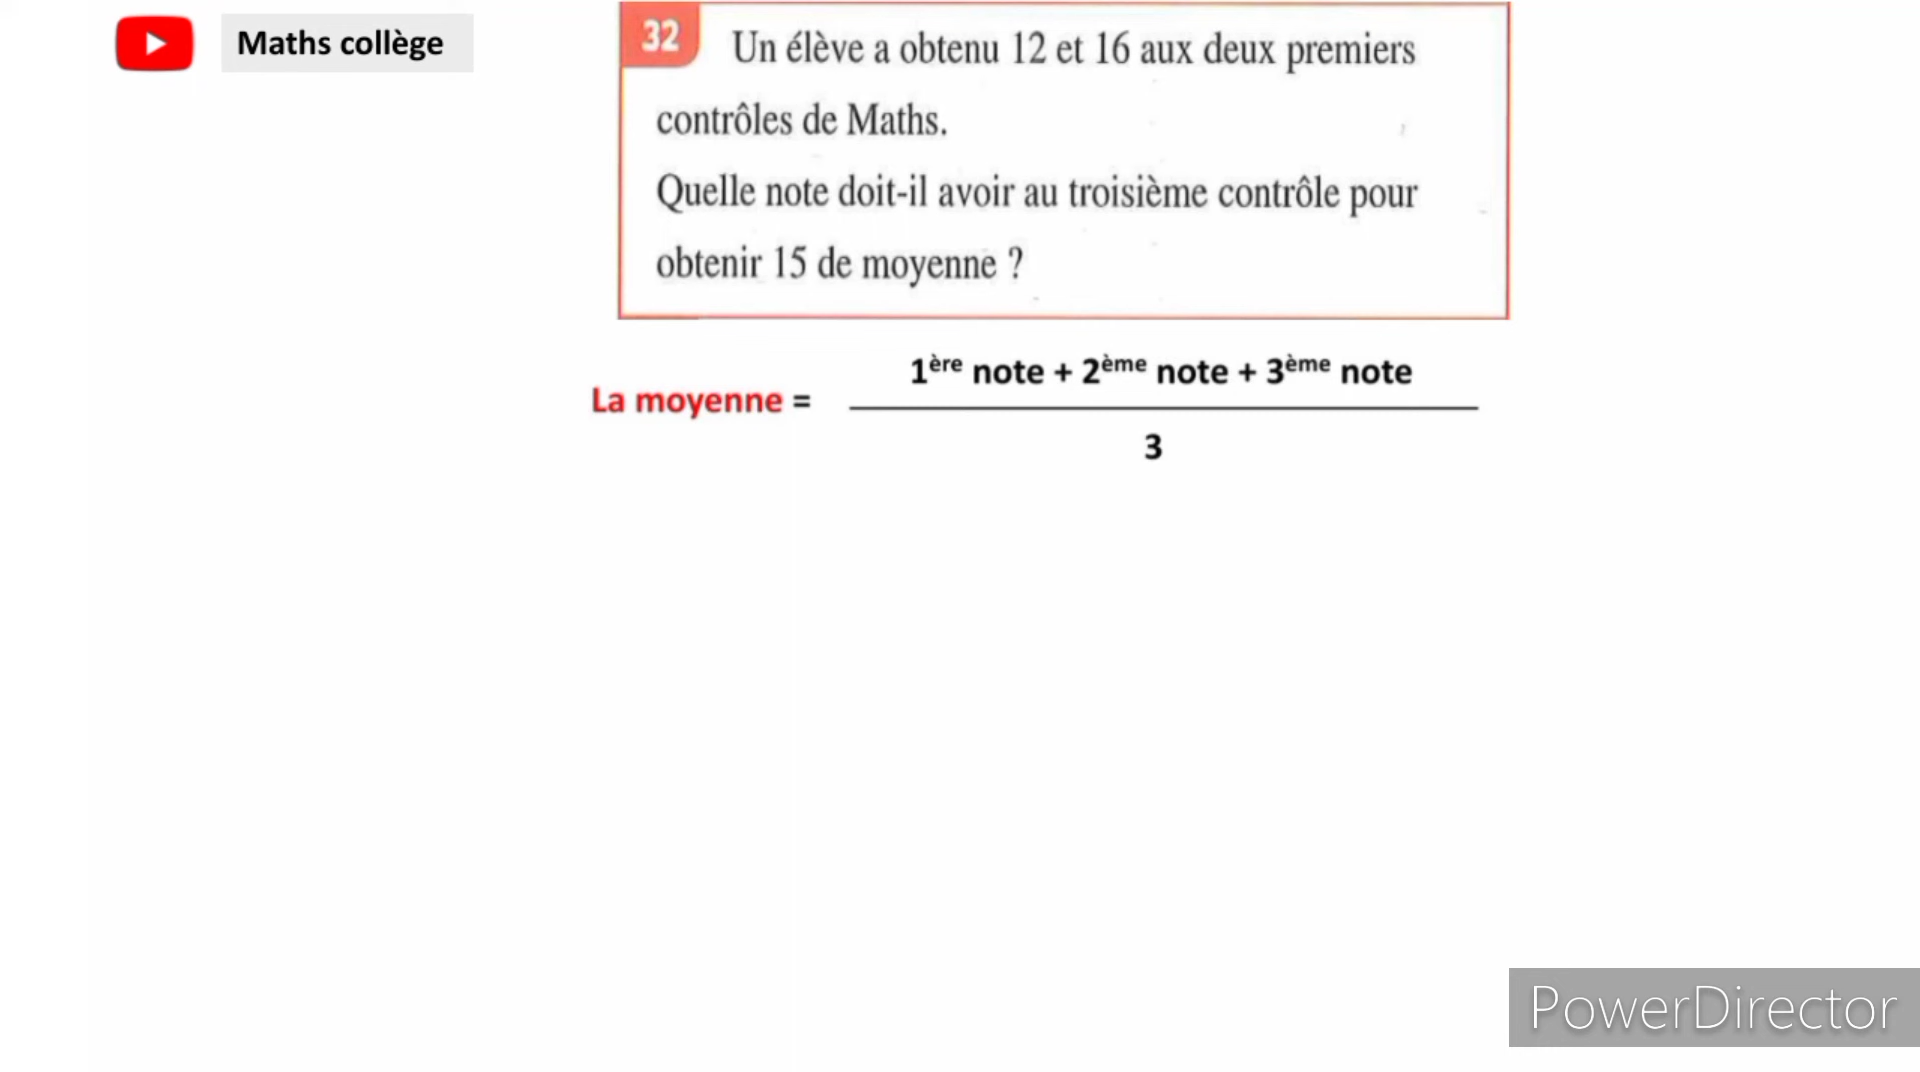 Maths collège
32 Un élève a obtenu 12 et 16 aux deux premiers
contrôles de Maths.
Quelle note doit-il avoir au troisième contrôle pour
obtenir 15 de moyenne ?
1ère note + 2ème note + 3ème note
La moyenne =
3
PowerDirector